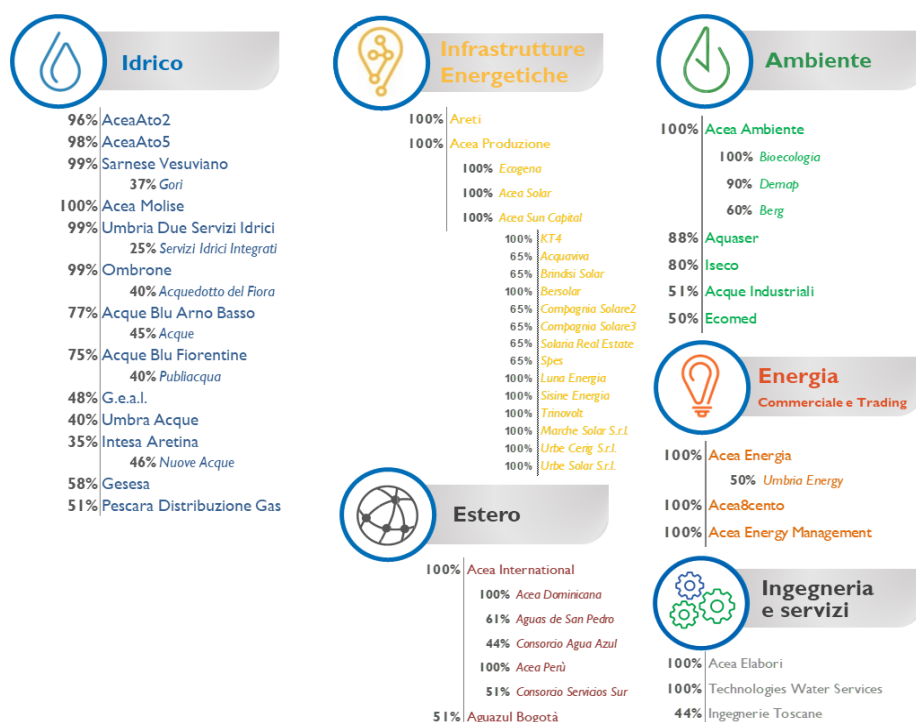 Idrico
96% AceaAto2
98% AceaAto5
99% Sarnese Vesuviano
37% Gori
100% Acea Molise
99% Umbria Due Servizi Idrici
25% Servizi Idrici Integrati
99% Ombrone
40% Acquedotto del Fiora
77% Acque Blu Arno Basso
45% Acque
75% Acque Blu Fiorentine
40% Publiacqua
48% G.e.a.l.
40% Umbra Acque
35% Intesa Aretina
46% Nuove Acque
58% Gesesa
51% Pescara Distribuzione Gas
Infrastrutture
Energetiche
100% Areti
100% Acea Produzione
100% Ecogena
100% Acea Solar
100% Acea Sun Capital
100% KT4
65% Acquaviva
65% Brindisi Solar
100% Bersolar
65% Compagnia Solare2
65% Compagnia Solare3
65% Solaria Real Estate
65% Spes
100% Luna Energia
100% Sisine Energia
100% Trinovolt
100% Marche Solar S.r.l.
100% Urbe Cerig S.r.l.
100% Urbe Solar S.r.l.
Estero
100% Acea International
100% Acea Dominicana
61% Aguas de San Pedro
44% Consorcio Agua Azul
100% Acea Perù
51% Consorcio Servicios Sur
51% Aguazul Bogotà
Ambiente
100% Acea Ambiente
100% Bioecologia
90% Demap
60% Berg
88% Aquaser
80% Iseco
51% Acque Industriali
50% Ecomed
Energia
Commerciale e Trading
100% Acea Energia
50% Umbria Energy
100% Acea8cento
100% Acea Energy Management
Ingegneria
e servizi
100% Acea Elabori
100% Technologies Water Services
44% Ingegnerie Toscane